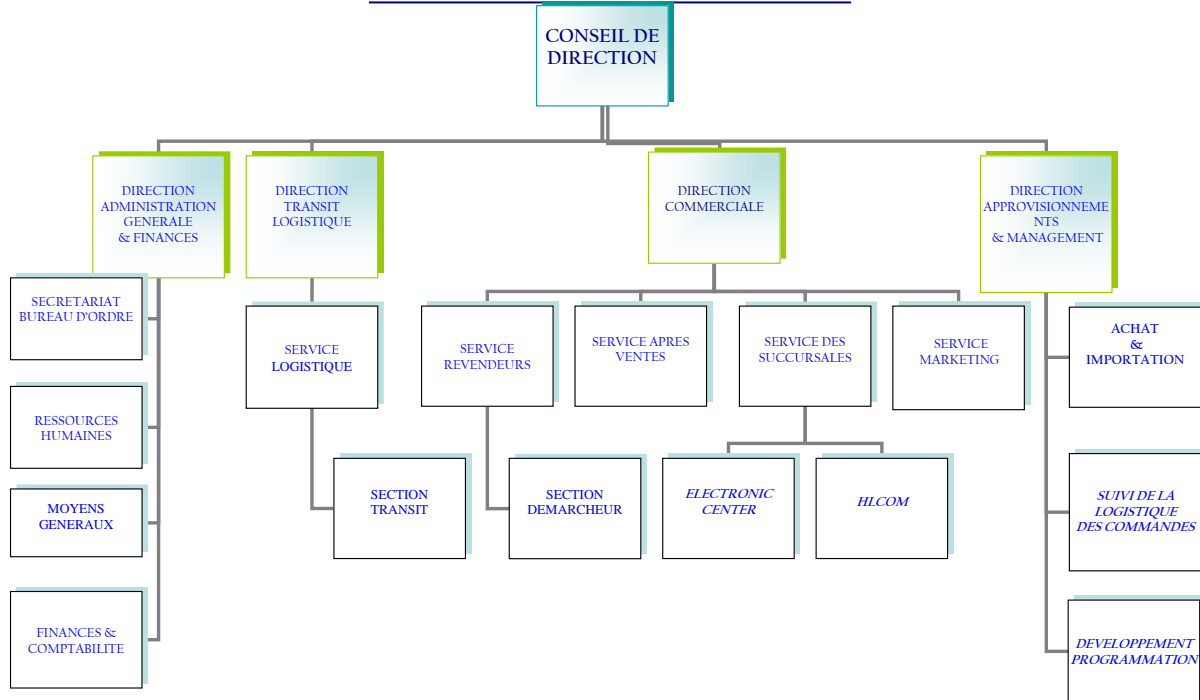 CONSEIL DE
DIRECTION
DIRECTION
ADMINISTRATION
GENERALE
& FINANCES
DIRECTION
TRANSIT
LOGISTIQUE
DIRECTION
COMMERCIALE
DIRECTION
APPROVISIONNEME
NTS
& MANAGEMENT
SECRETARIAT
BUREAU D'ORDRE
RESSOURCES
HUMAINES
MOYENS
GENERAUX
FINANCES &
COMPTABILITE
SERVICE
LOGISTIQUE
SECTION
TRANSIT
SERVICE
REVENDEURS
SERVICE APRES
VENTES
SERVICE DES
SUCCURSALES
SERVICE
MARKETING
SECTION
DEMARCHEUR
ELECTRONIC
CENTER
HLCOM
ACHAT
&
IMPORTATION
SUIVI DE LA
LOGISTIQUE
DES COMMANDES
DEVELOPPEMENT
PROGRAMMATION